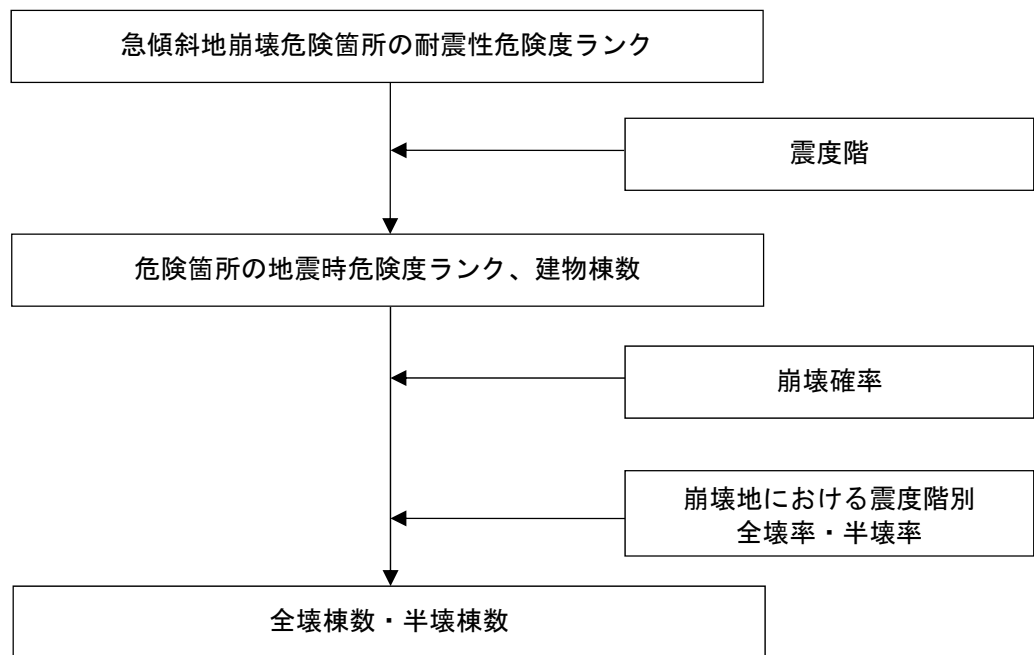 急傾斜地崩壊危険箇所の耐震性危険度ランク
震度階
危険箇所の地震時危険度ランク、建物棟数
崩壊確率
崩壊地における震度階別
全壊率・半壊率
全壊棟数・半壊棟数